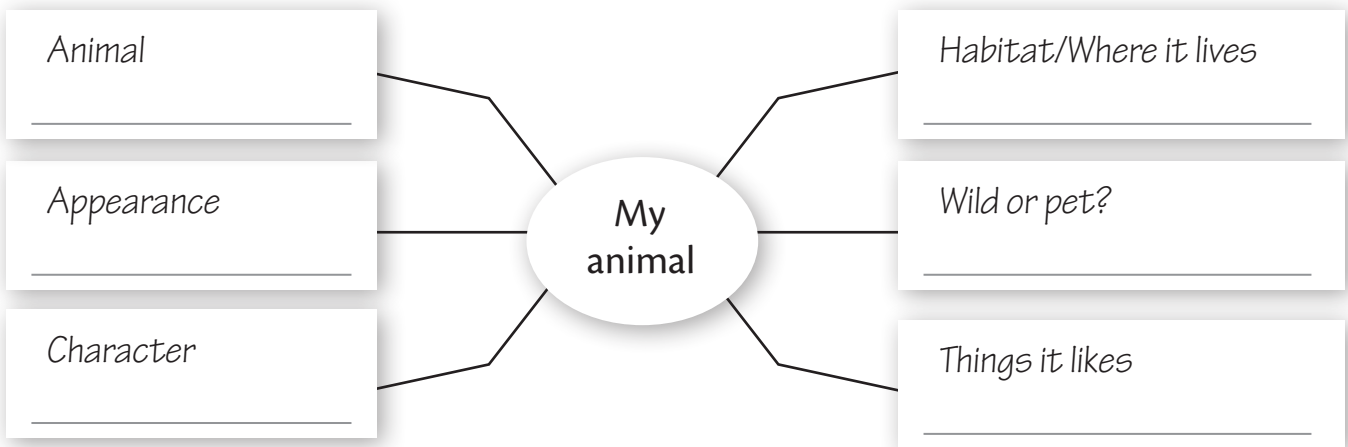 Animal
Appearance
Character
My
animal
Habitat/Where it lives
Wild or pet?
Things it likes